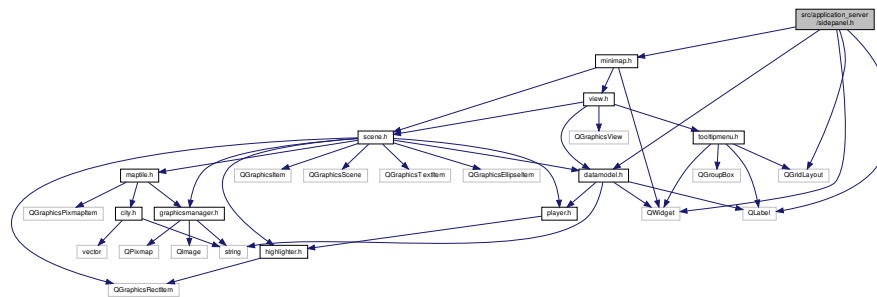 src/application_server
/sidepanel.h
minimap.h
view.h
scene.h
QGraphicsView
tooltipmenu.h
maptile.h
QGraphicsItem
QGraphicsScene
QGraphicsTextItem
QGraphicsEllipseItem
datamodel.h
QGroupBox
QGridLayout
QGraphicsPixmapItem
city.h
graphicsmanager.h
player.h
QWidget
QLabel
vector
QPixmap
QImage
string
highlighter.h
QGraphicsRectItem